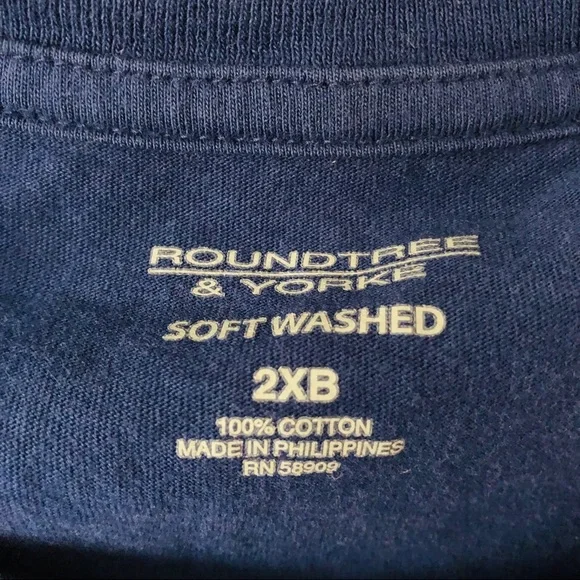 ROUNDTREE
& YORKE
SOFT WASHED
2XB
100% COTTON
MADE IN PHILIPPINES
RN 58909